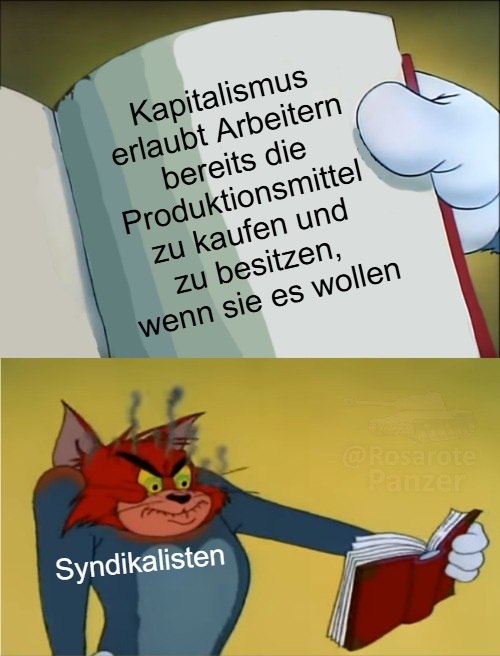 Kapitalismus
erlaubt Arbeitern
bereits die
Produktionsmittel
zu kaufen und
zu besitzen,
wenn sie es wollen
@Rosarote
Panzer
Syndikalisten